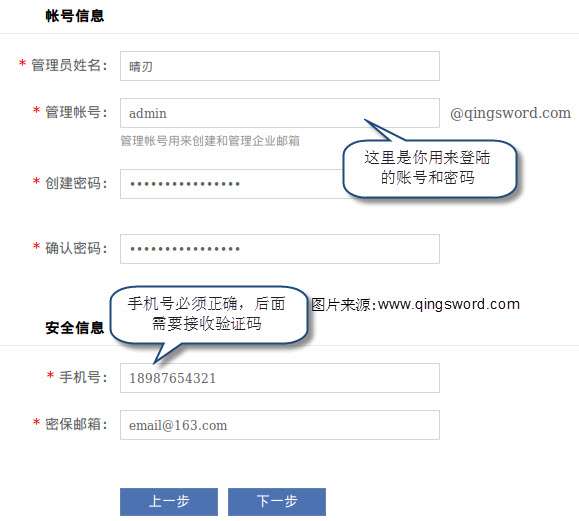 帐号信息
* 管理员姓名: 晴刃
* 管理帐号: admin @qingsword.com
管理帐号用来创建和管理企业邮箱
这里是你用来登陆
的账号和密码
* 创建密码: ••••••••••••••••
* 确认密码: ••••••••••••••••
手机号必须正确，后面
需要接收验证码
图片来源:www.qingsword.com
安全信息
* 手机号: 18987654321
* 密保邮箱: email@163.com
上一步 下一步